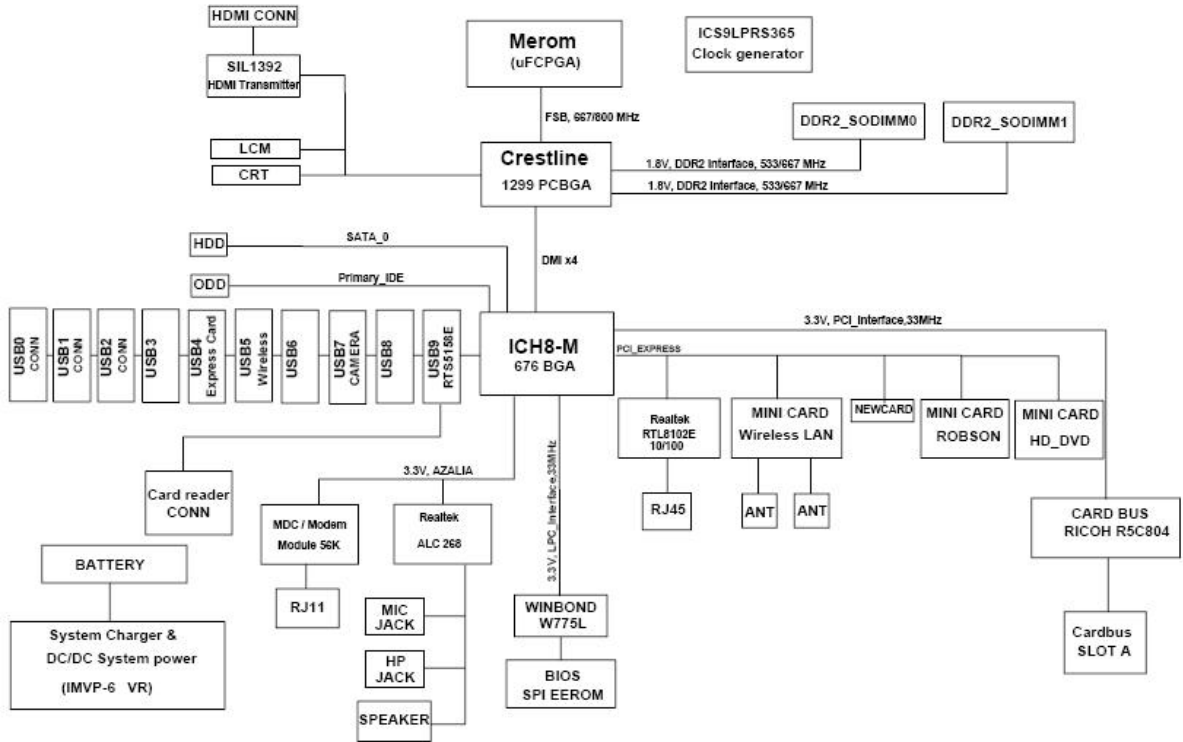 HDMI CONN
SIL1392
HDMI Transmitter
LCM
CRT
Merom
(uFCPGA)
FSB, 667/800 MHz
Crestline
1299 PCBGA
ICS9LPRS365
Clock generator
DDR2_SODIMM0
DDR2_SODIMM1
1.8V, DDR2 Interface, 533/667 MHz
1.8V, DDR2 Interface, 533/667 MHz
DMI x4
HDD
SATA_0
ODD
Primary_IDE
USB0
CONN
USB1
CONN
USB2
CONN
USB3
USB4
Express Card
USB5
Wireless
USB6
USB7
CAMERA
USB8
USB9
RTS5158E
ICH8-M
676 BGA
3.3V, PCI_Interface,33MHz
PCI_EXPRESS
Realtek
RTL8102E
10/100
RJ45
MINI CARD
Wireless LAN
ANT
ANT
NEWCARD
MINI CARD
ROBSON
MINI CARD
HD_DVD
CARD BUS
RICOH R5C804
Cardbus
SLOT A
Card reader
CONN
3.3V, AZALIA
MDC / Modem
Module 56K
RJ11
Realtek
ALC 268
MIC
JACK
HP
JACK
SPEAKER
3.3V, LPC_Interface,33MHz
WINBOND
W775L
BIOS
SPI EEROM
BATTERY
System Charger &
DC/DC System power
(IMVP-6 VR)